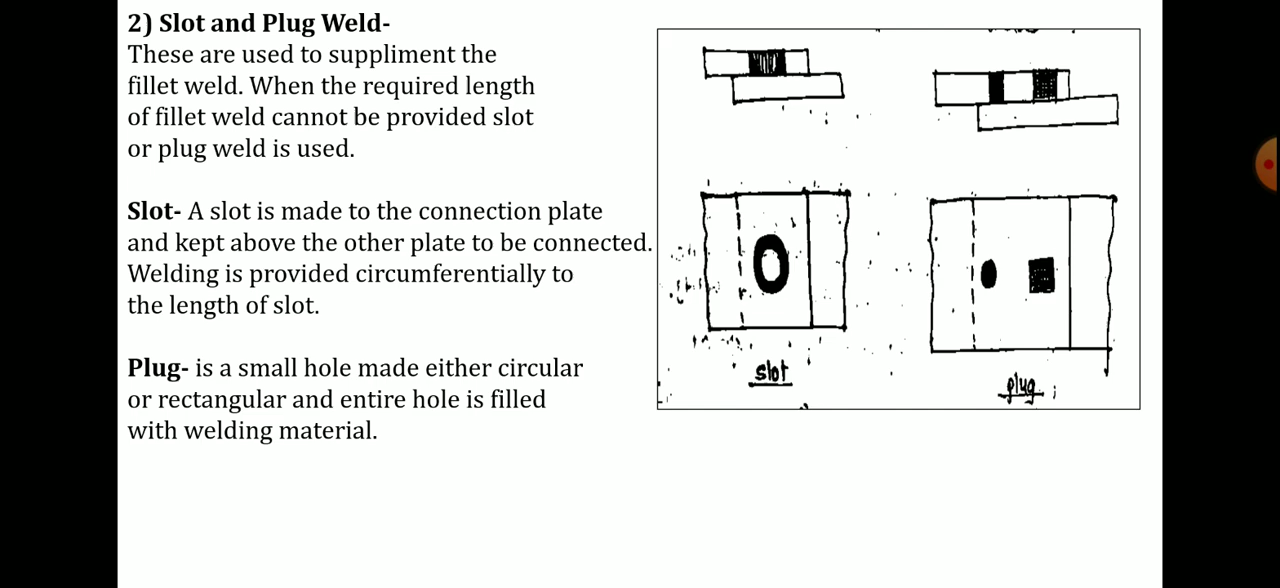 2) Slot and Plug Weld-
These are used to suppliment the
fillet weld. When the required length
of fillet weld cannot be provided slot
or plug weld is used.
Slot- A slot is made to the connection plate
and kept above the other plate to be connected.
Welding is provided circumferentially to
the length of slot.
Plug- is a small hole made either circular
or rectangular and entire hole is filled
with welding material.
slot
plug